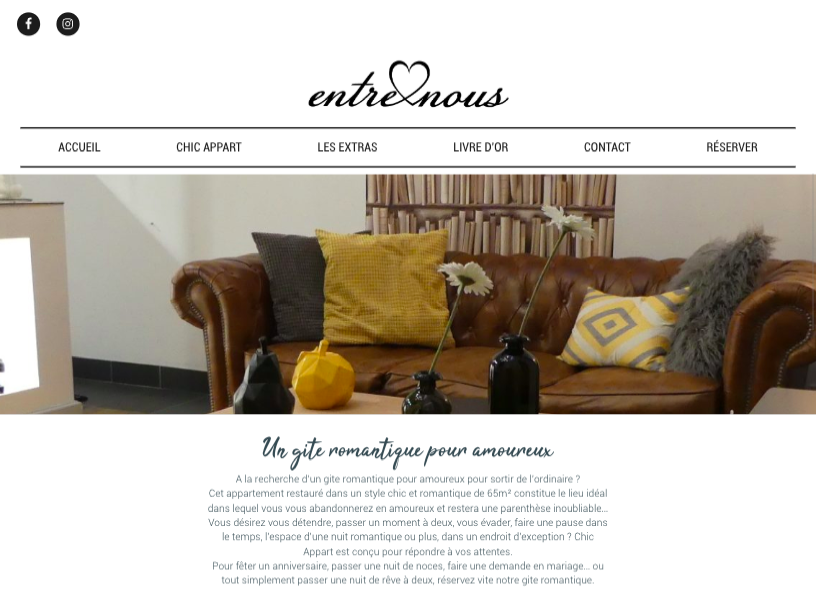 entre nous
ACCUEIL CHIC APPART LES EXTRAS LIVRE D'OR CONTACT RÉSERVER
Un gite romantique pour amoureux
A la recherche d'un gite romantique pour amoureux pour sortir de l'ordinaire ?
Cet appartement restauré dans un style chic et romantique de 65m² constitue le lieu idéal
dans lequel vous vous abandonnerez en amoureux et restera une parenthèse inoubliable...
Vous désirez vous détendre, passer un moment à deux, vous évader, faire une pause dans
le temps, l'espace d'une nuit romantique ou plus, dans un endroit d'exception ? Chic
Appart est conçu pour répondre à vos attentes.
Pour fêter un anniversaire, passer une nuit de noces, faire une demande en mariage... ou
tout simplement passer une nuit de rêve à deux, réservez vite notre gite romantique.